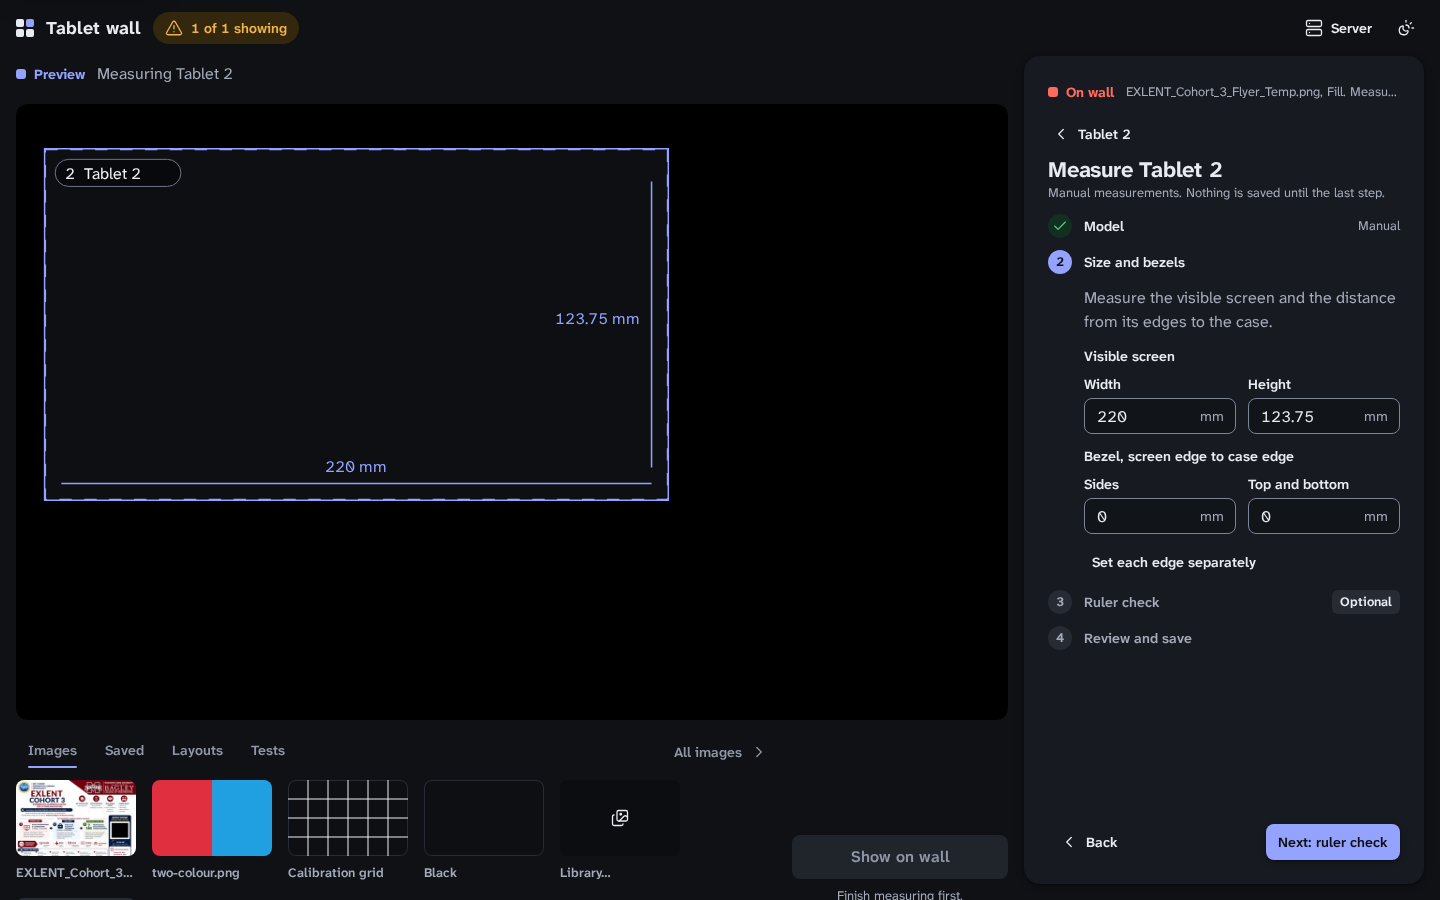 Tablet wall
1 of 1 showing
Server
Preview
Measuring Tablet 2
2 Tablet 2
123.75 mm
220 mm
On wall
EXLENT_Cohort_3_Flyer_Temp.png, Fill. Measu...
Tablet 2
Measure Tablet 2
Manual measurements. Nothing is saved until the last step.
Model
Manual
2
Size and bezels
Measure the visible screen and the distance
from its edges to the case.
Visible screen
Width
Height
220 mm
123.75 mm
Bezel, screen edge to case edge
Sides
Top and bottom
0 mm
0 mm
Set each edge separately
3
Ruler check
Optional
4
Review and save
Back
Next: ruler check
Images
Saved
Layouts
Tests
All images
EXLENT
COHORT 3
BAGLEY
EXLENT_Cohort_3...
two-colour.png
Calibration grid
Black
Library...
Show on wall
Finish measuring first.